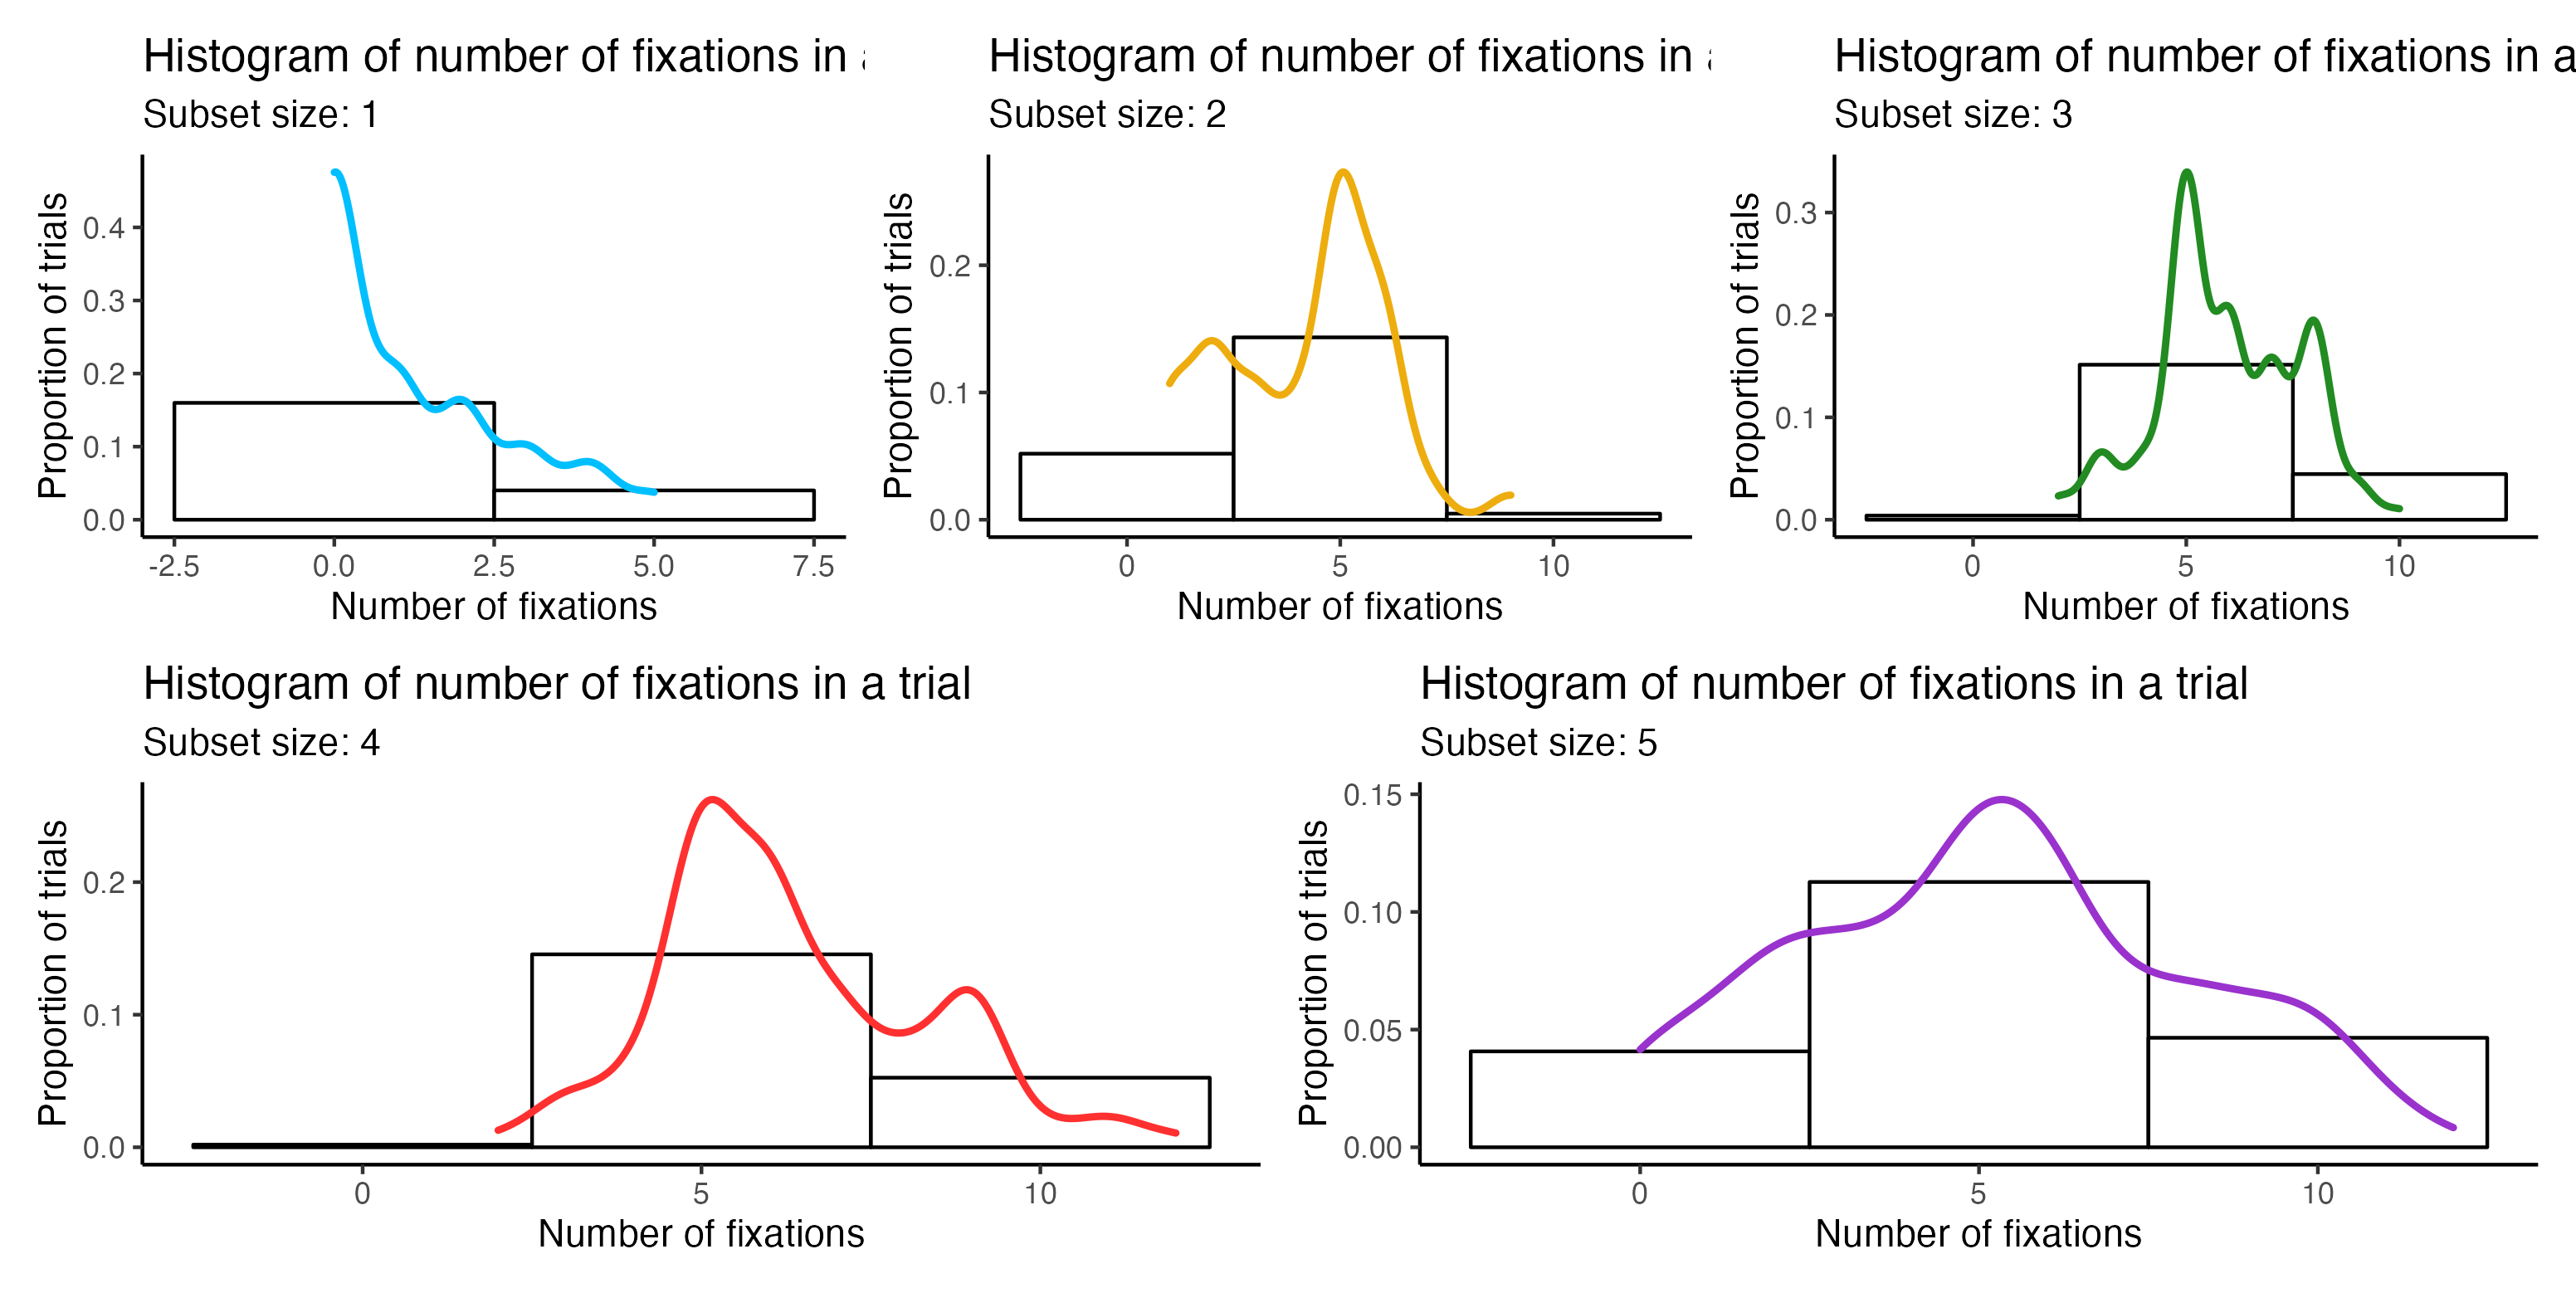 Histogram of number of fixations in
Subset size: 1
Proportion of trials
0.4
0.3
0.2
0.1
0.0
-2.5 0.0 2.5 5.0 7.5
Number of fixations
Histogram of number of fixations in
Subset size: 2
Proportion of trials
0.2
0.1
0.0
0 5 10
Number of fixations
Histogram of number of fixations in a
Subset size: 3
Proportion of trials
0.3
0.2
0.1
0.0
0 5 10
Number of fixations
Histogram of number of fixations in a trial
Subset size: 4
Proportion of trials
0.2
0.1
0.0
0 5 10
Number of fixations
Histogram of number of fixations in a trial
Subset size: 5
Proportion of trials
0.15
0.10
0.05
0.00
0 5 10
Number of fixations